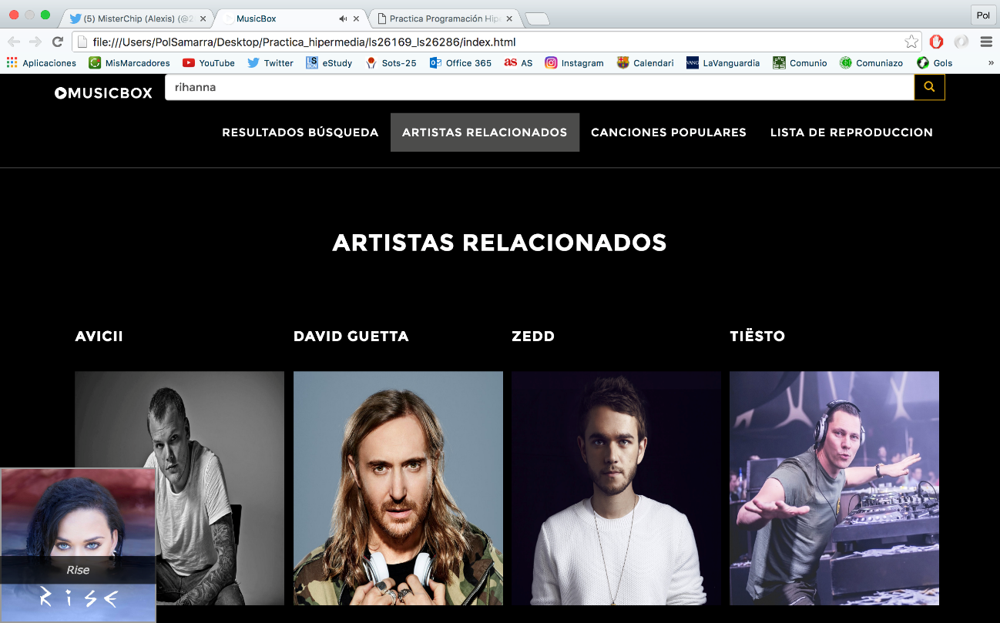 (5) MisterChip (Alexis) (@2
MusicBox
Practica Programación Hip
Pol
file:///Users/PolSamarra/Desktop/Practica_hipermedia/ls26169_ls26286/index.html
Aplicaciones
MisMarcadores
YouTube
Twitter
eStudy
Sots-25
Office 365
as AS
Instagram
Calendari
LaVanguardia
Comunio
Comuniazo
Gols
»
MUSICBOX
rihanna
RESULTADOS BÚSQUEDA
ARTISTAS RELACIONADOS
CANCIONES POPULARES
LISTA DE REPRODUCCION
ARTISTAS RELACIONADOS
AVICII
DAVID GUETTA
ZEDD
TIËSTO
Rise
RISE